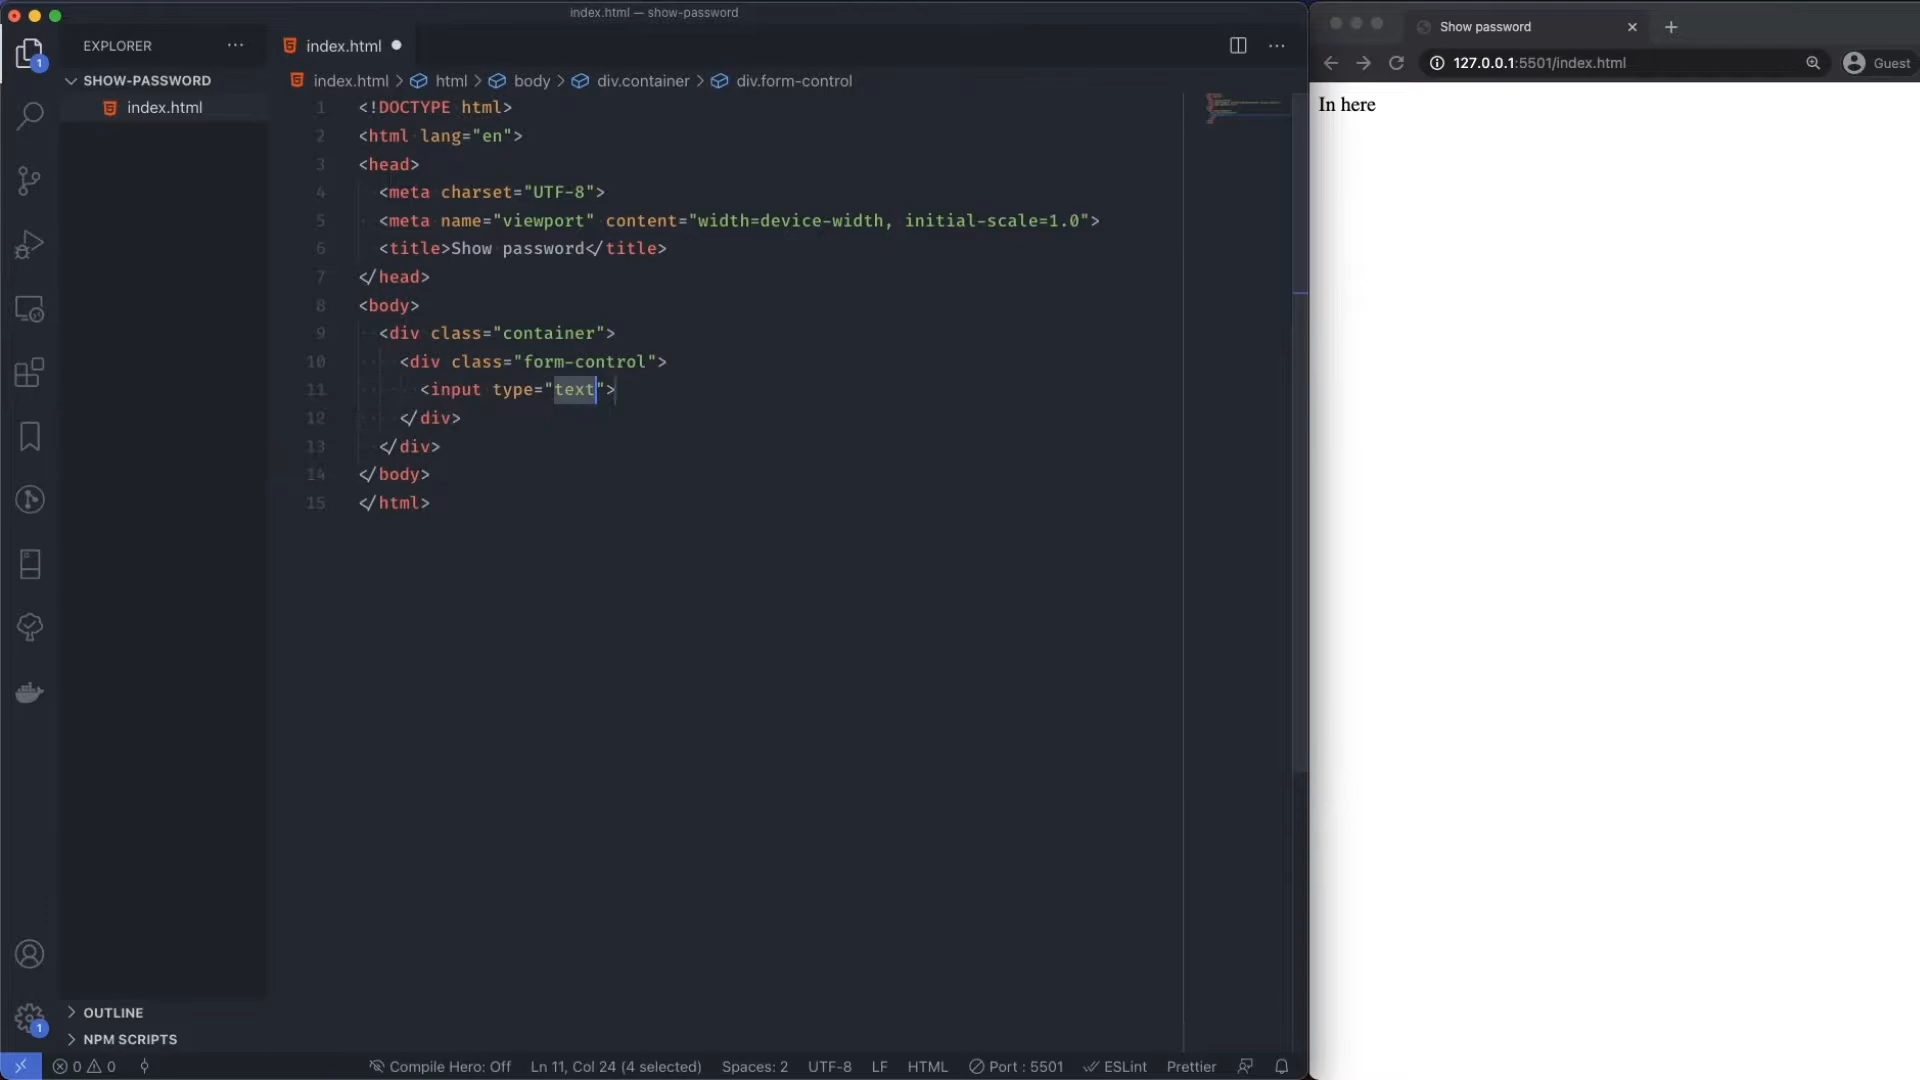 index.html — show-password
EXPLORER
index.html
SHOW-PASSWORD
index.html
index.html > html > body > div.container > div.form-control
1 <!DOCTYPE html>
2 <html lang="en">
3 <head>
4 <meta charset="UTF-8">
5 <meta name="viewport" content="width=device-width, initial-scale=1.0">
6 <title>Show password</title>
7 </head>
8 <body>
9 <div class="container">
10 <div class="form-control">
11 <input type="text">
12 </div>
13 </div>
14 </body>
15 </html>
1
OUTLINE
1
NPM SCRIPTS
0 0
Compile Hero: Off
Ln 11, Col 24 (4 selected)
Spaces: 2
UTF-8
LF
HTML
Port : 5501
ESLint
Prettier
Show password
127.0.0.1:5501/index.html
Guest
In here